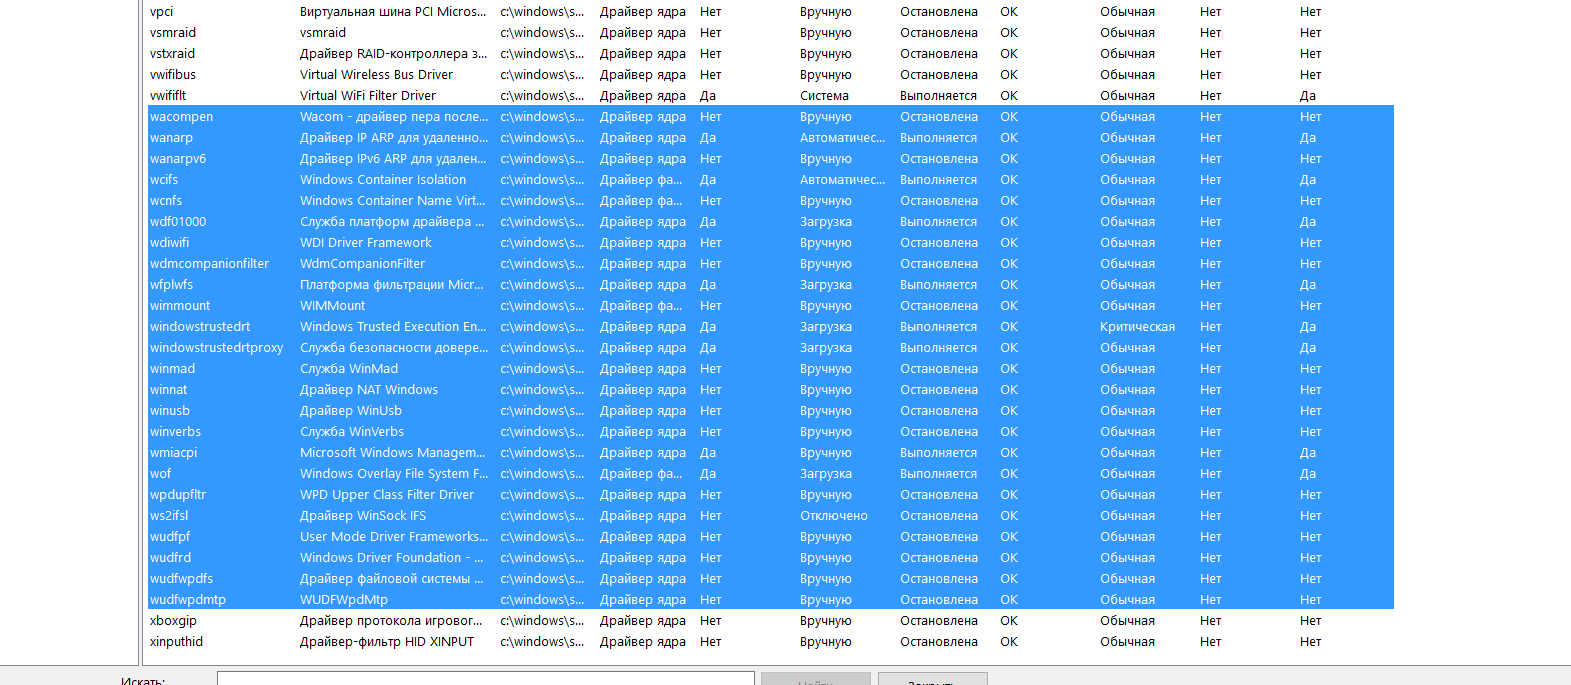 vpci Виртуальная шина PCI Micros... c:\windows\s... Драйвер ядра Нет Вручную Остановлена OK Обычная Нет Нет
vsmraid vsmraid c:\windows\s... Драйвер ядра Нет Вручную Остановлена OK Обычная Нет Нет
vstxraid Драйвер RAID-контроллера з... c:\windows\s... Драйвер ядра Нет Вручную Остановлена OK Обычная Нет Нет
vwifibus Virtual Wireless Bus Driver c:\windows\s... Драйвер ядра Нет Вручную Остановлена OK Обычная Нет Нет
vwififlt Virtual WiFi Filter Driver c:\windows\s... Драйвер ядра Да Система Выполняется OK Обычная Нет Да
wacompen Wacom - драйвер пера после... c:\windows\s... Драйвер ядра Нет Вручную Остановлена OK Обычная Нет Нет
wanarp Драйвер IP ARP для удаленно... c:\windows\s... Драйвер ядра Да Автоматичес... Выполняется OK Обычная Нет Да
wanarpv6 Драйвер IPv6 ARP для удален... c:\windows\s... Драйвер ядра Нет Вручную Остановлена OK Обычная Нет Нет
wcifs Windows Container Isolation c:\windows\s... Драйвер фа... Да Автоматичес... Выполняется OK Обычная Нет Да
wcnfs Windows Container Name Virt... c:\windows\s... Драйвер фа... Нет Вручную Остановлена OK Обычная Нет Нет
wdf01000 Служба платформ драйвера ... c:\windows\s... Драйвер ядра Да Загрузка Выполняется OK Обычная Нет Да
wdiwifi WDI Driver Framework c:\windows\s... Драйвер ядра Нет Вручную Остановлена OK Обычная Нет Нет
wdmcompanionfilter WdmCompanionFilter c:\windows\s... Драйвер ядра Нет Вручную Остановлена OK Обычная Нет Нет
wfplwfs Платформа фильтрации Micr... c:\windows\s... Драйвер ядра Да Загрузка Выполняется OK Обычная Нет Да
wimmount WIMMount c:\windows\s... Драйвер фа... Нет Вручную Остановлена OK Обычная Нет Нет
windowstrustedrt Windows Trusted Execution En... c:\windows\s... Драйвер ядра Да Загрузка Выполняется OK Критическая Нет Да
windowstrustedrtproxy Служба безопасности довере... c:\windows\s... Драйвер ядра Да Загрузка Выполняется OK Обычная Нет Да
winmad Служба WinMad c:\windows\s... Драйвер ядра Нет Вручную Остановлена OK Обычная Нет Нет
winnat Драйвер NAT Windows c:\windows\s... Драйвер ядра Нет Вручную Остановлена OK Обычная Нет Нет
winusb Драйвер WinUsb c:\windows\s... Драйвер ядра Нет Вручную Остановлена OK Обычная Нет Нет
winverbs Служба WinVerbs c:\windows\s... Драйвер ядра Нет Вручную Остановлена OK Обычная Нет Нет
wmiacpi Microsoft Windows Managem... c:\windows\s... Драйвер ядра Да Вручную Выполняется OK Обычная Нет Да
wof Windows Overlay File System F... c:\windows\s... Драйвер фа... Да Загрузка Выполняется OK Обычная Нет Да
wpdupfltr WPD Upper Class Filter Driver c:\windows\s... Драйвер ядра Нет Вручную Остановлена OK Обычная Нет Нет
ws2ifsl Драйвер WinSock IFS c:\windows\s... Драйвер ядра Нет Отключено Остановлена OK Обычная Нет Нет
wudfpf User Mode Driver Frameworks... c:\windows\s... Драйвер ядра Нет Вручную Остановлена OK Обычная Нет Нет
wudfrd Windows Driver Foundation - ... c:\windows\s... Драйвер ядра Нет Вручную Остановлена OK Обычная Нет Нет
wudfwpdfs Драйвер файловой системы ... c:\windows\s... Драйвер ядра Нет Вручную Остановлена OK Обычная Нет Нет
wudfwpdmtp WUDFWpdMtp c:\windows\s... Драйвер ядра Нет Вручную Остановлена OK Обычная Нет Нет
xboxgip Драйвер протокола игровог... c:\windows\s... Драйвер ядра Нет Вручную Остановлена OK Обычная Нет Нет
xinputhid Драйвер-фильтр HID XINPUT c:\windows\s... Драйвер ядра Нет Вручную Остановлена OK Обычная Нет Нет
Искать: Найти Закрыть